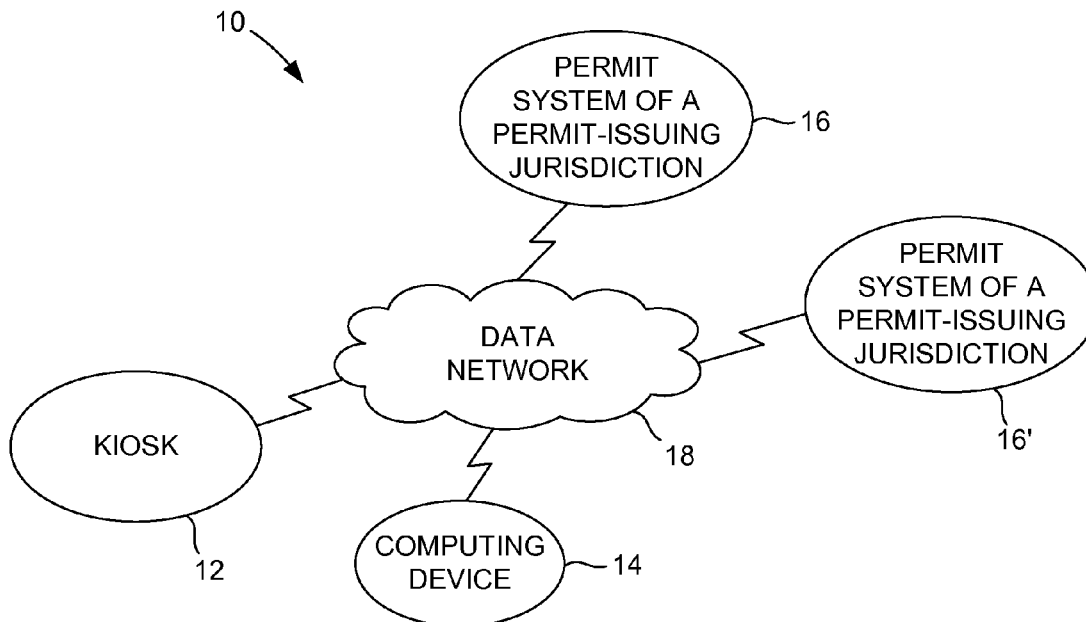 10
PERMIT
SYSTEM OF A
PERMIT-ISSUING
JURISDICTION
16
PERMIT
SYSTEM OF A
PERMIT-ISSUING
JURISDICTION
16'
DATA
NETWORK
18
KIOSK
12
COMPUTING
DEVICE
14